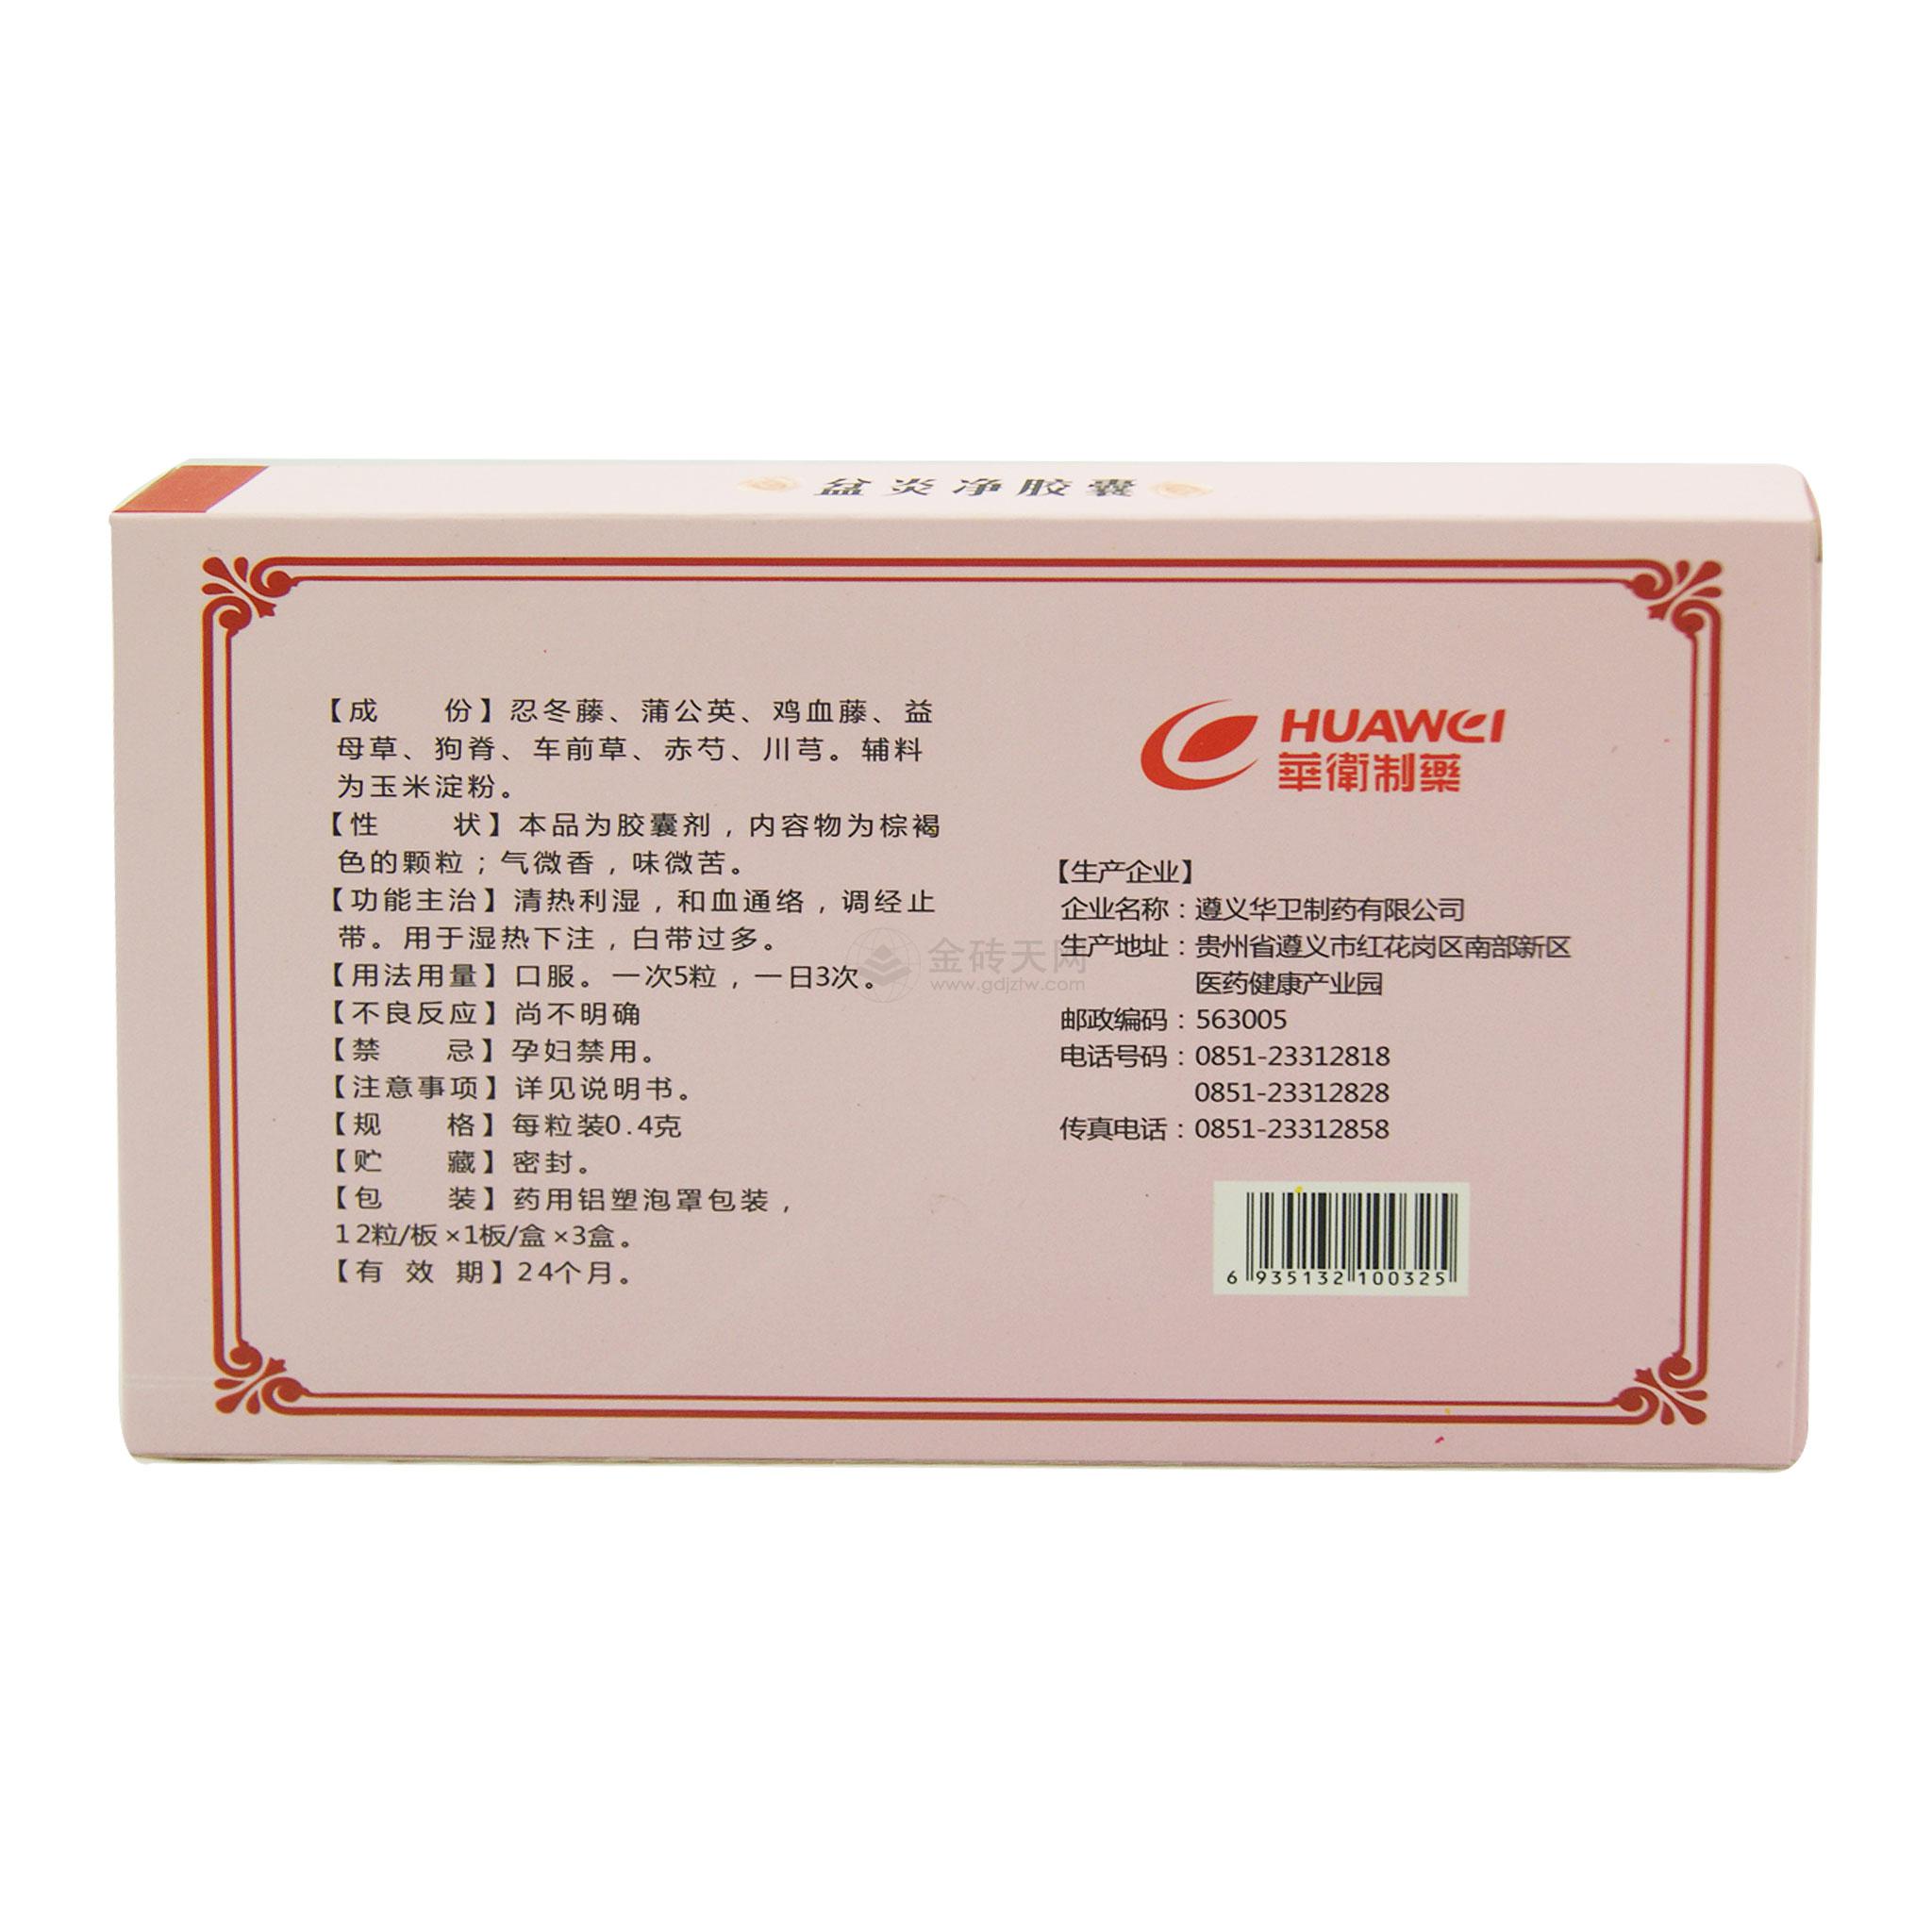 盆炎净胶囊
【成 份】忍冬藤、蒲公英、鸡血藤、益
母草、狗脊、车前草、赤芍、川芎。辅料
为玉米淀粉。
【性 状】本品为胶囊剂，内容物为棕褐
色的颗粒；气微香，味微苦。
【功能主治】清热利湿，和血通络，调经止
带。用于湿热下注，白带过多。
【用法用量】口服。一次5粒，一日3次。
【不良反应】尚不明确
【禁 忌】孕妇禁用。
【注意事项】详见说明书。
【规 格】每粒装0.4克
【贮 藏】密封。
【包 装】药用铝塑泡罩包装，
12粒/板×1板/盒×3盒。
【有 效 期】24个月。
HUAWEI
華衛制藥
【生产企业】
企业名称：遵义华卫制药有限公司
生产地址：贵州省遵义市红花岗区南部新区
医药健康产业园
邮政编码：563005
电话号码：0851-23312818
0851-23312828
传真电话：0851-23312858
6 935132 100325
金砖天网
www.gdjztw.com